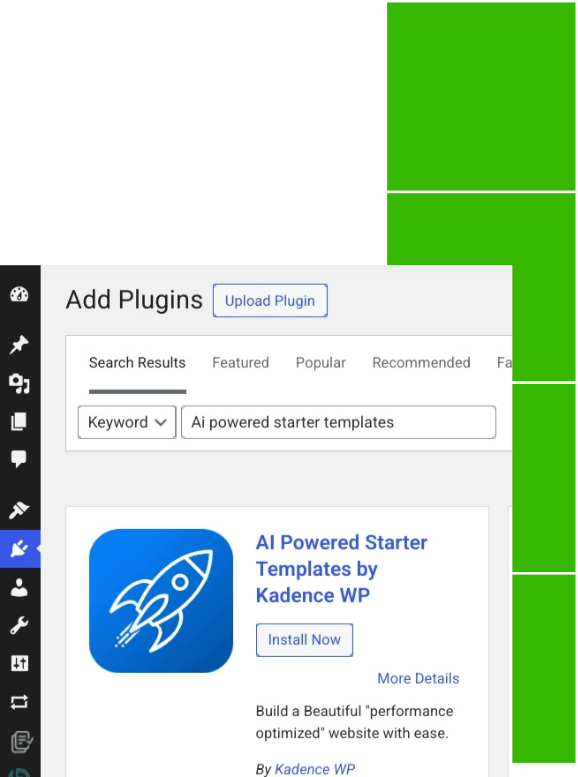 Add Plugins Upload Plugin
Search Results Featured Popular Recommended Fa
Keyword Ai powered starter templates
AI Powered Starter
Templates by
Kadence WP
Install Now
More Details
Build a Beautiful "performance
optimized" website with ease.
By Kadence WP